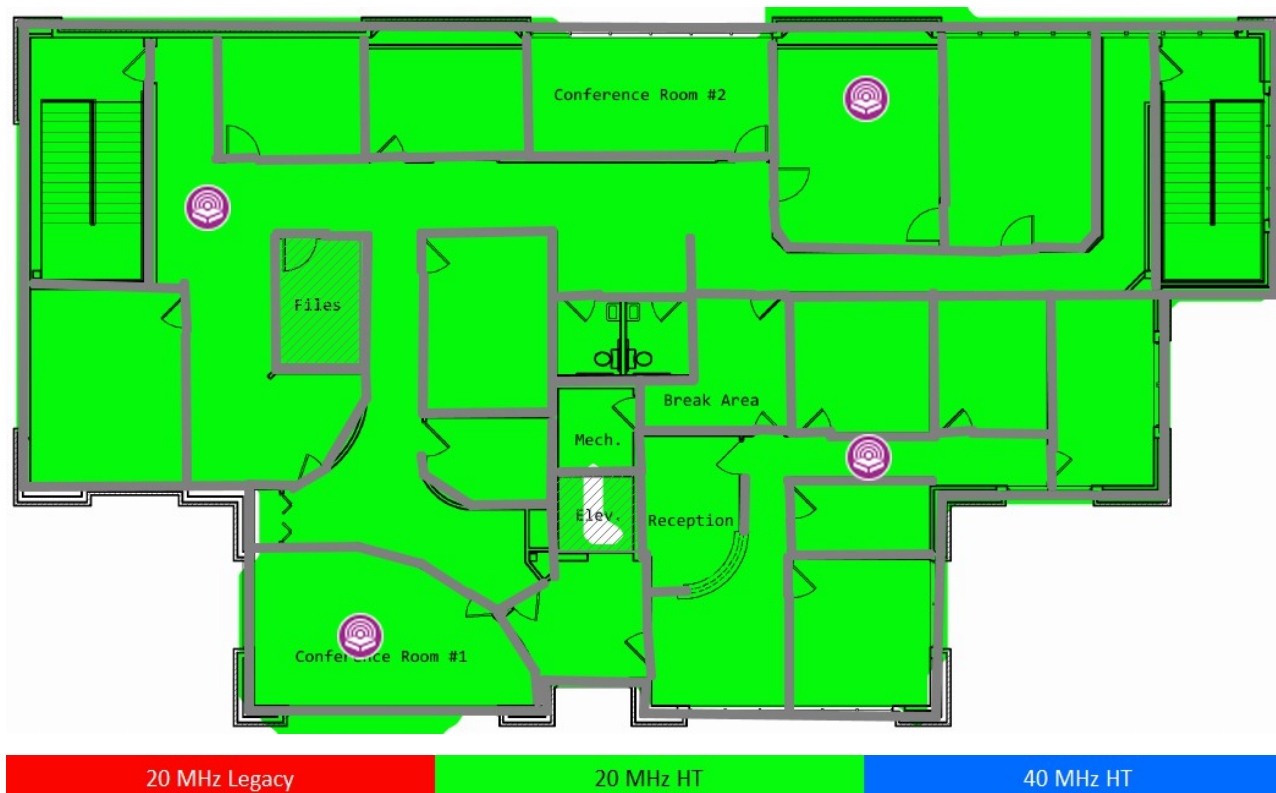 Conference Room #2
Files
Break Area
Mech.
Elev.
Reception
Conference Room #1
20 MHz Legacy
20 MHz HT
40 MHz HT